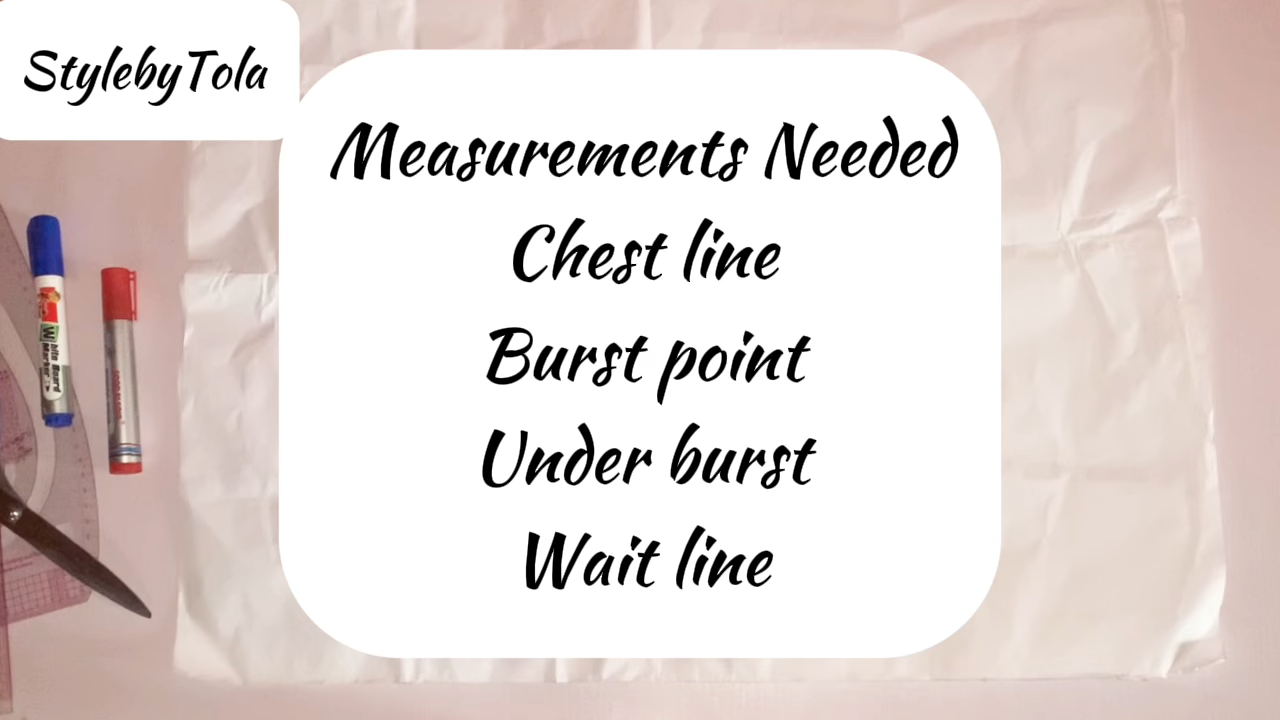 StylebyTola
Measurements Needed
Chest line
Burst point
Under burst
Wait line